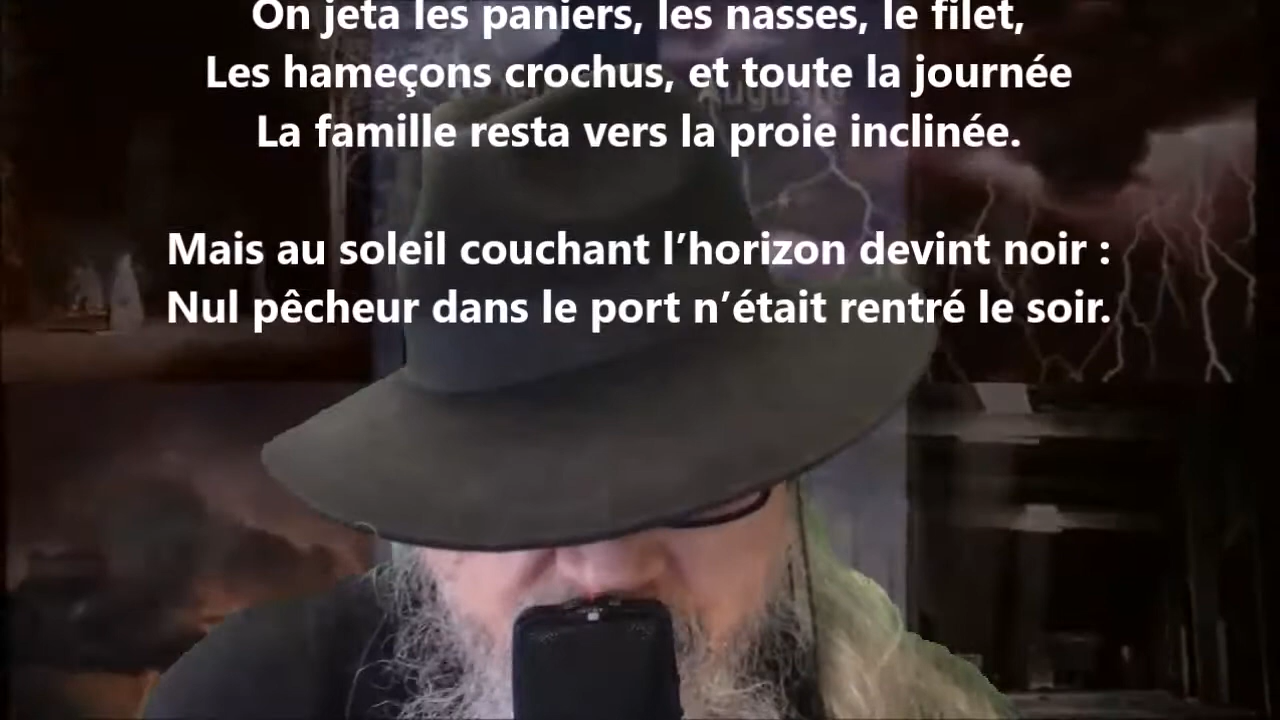 On jeta les paniers, les nasses, le filet,
Les hameçons crochus, et toute la journée
La famille resta vers la proie inclinée.
Auguste
Mais au soleil couchant l’horizon devint noir :
Nul pêcheur dans le port n’était rentré le soir.